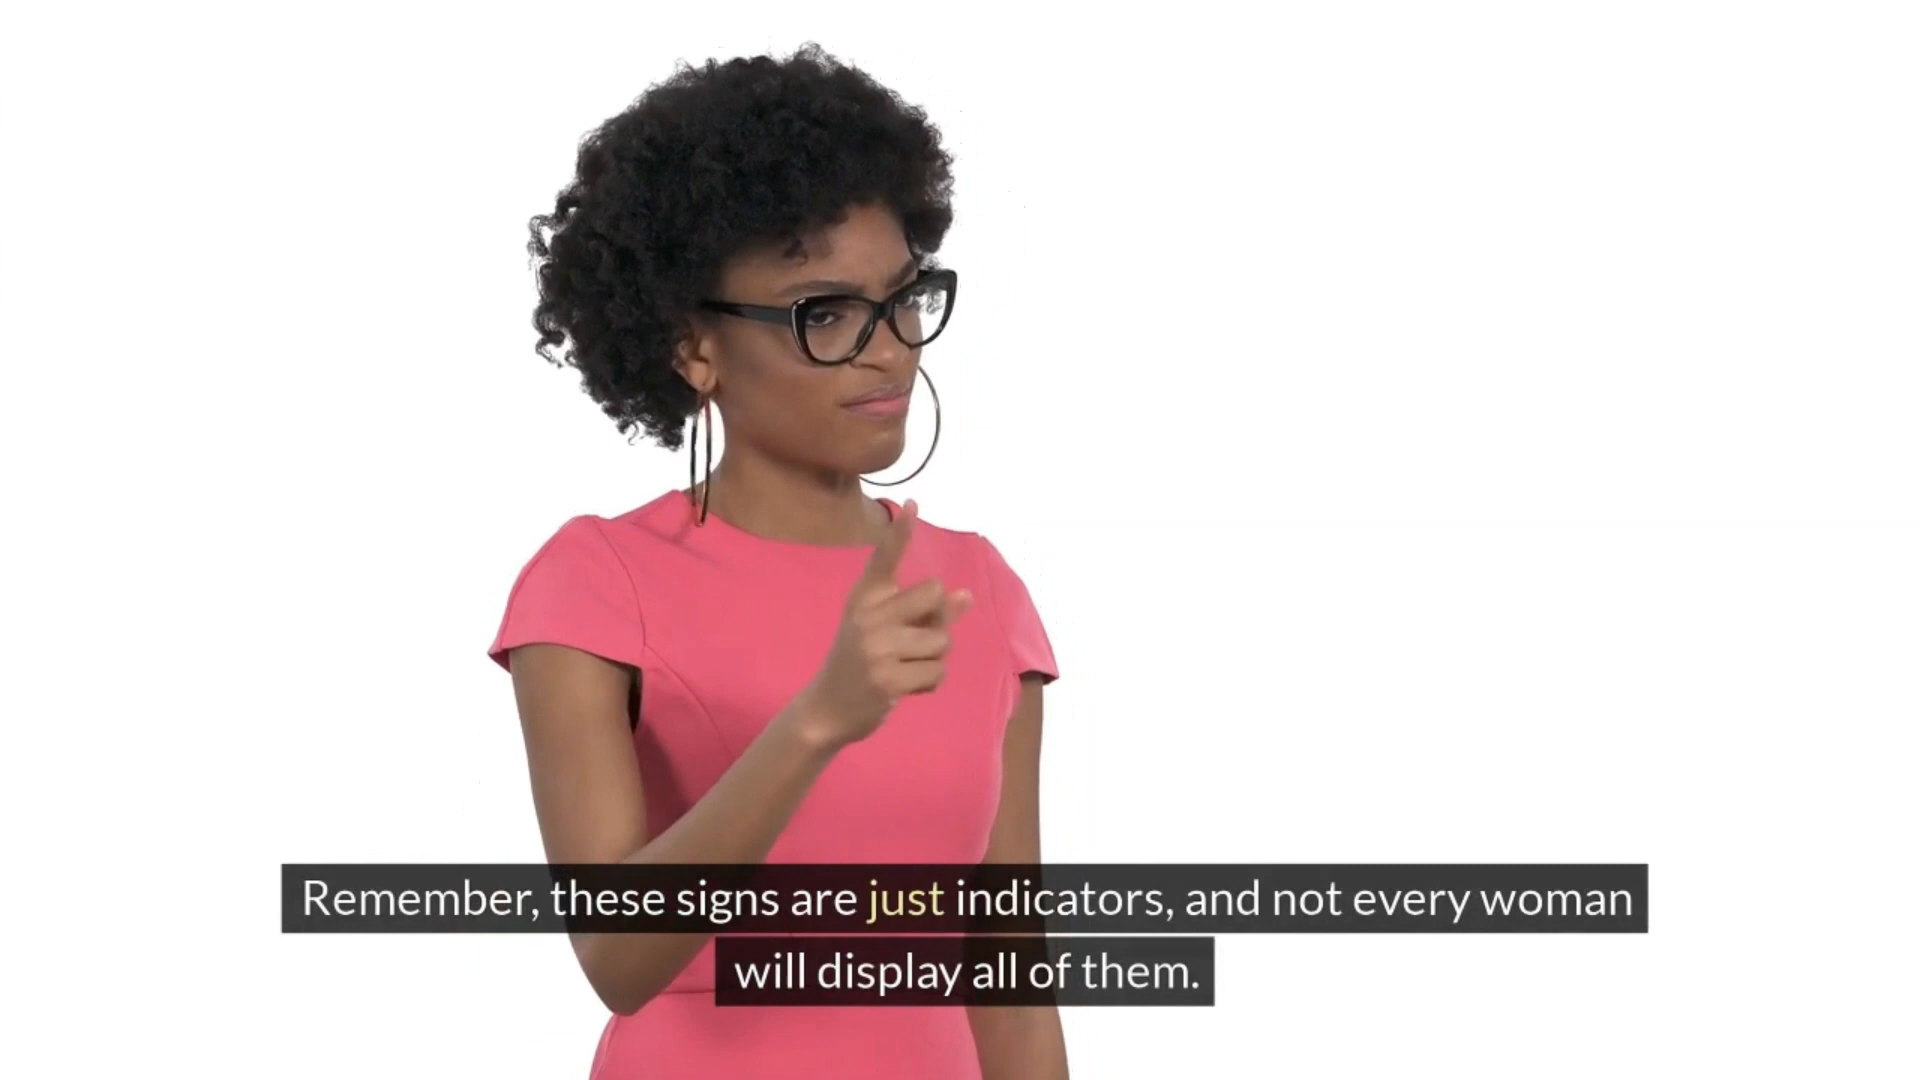 Remember, these signs are just indicators, and not every woman
will display all of them.